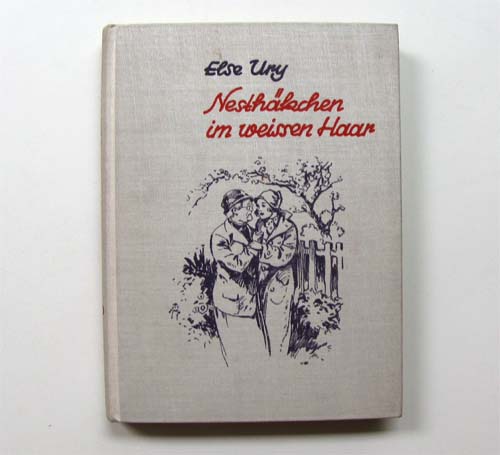 Else Ury
Nesthäkchen
im weissen Haar